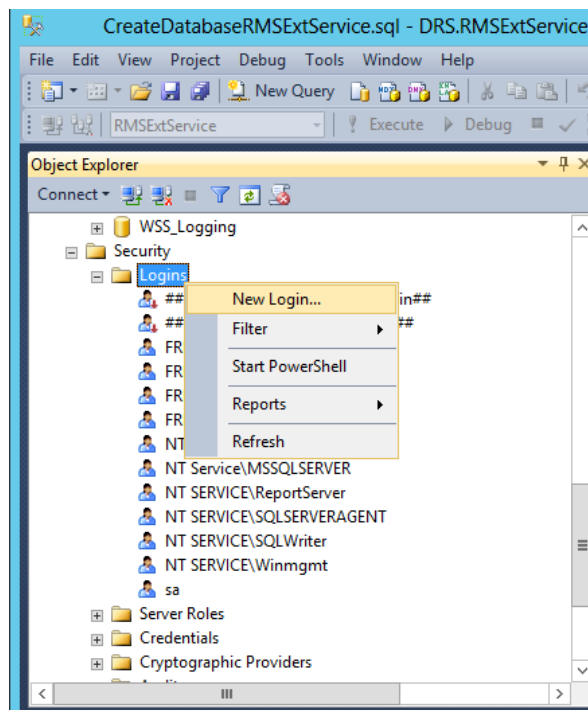 CreateDatabaseRMSExtService.sql - DRS.RMSExtService
File Edit View Project Debug Tools Window Help
New Query
RMSExtService Execute Debug
Object Explorer
Connect
WSS_Logging
Security
Logins
## in##
## ##
FR
FR
FR
FR
NT
New Login...
Filter
Start PowerShell
Reports
Refresh
NT Service\MSSQLSERVER
NT SERVICE\ReportServer
NT SERVICE\SQLSERVERAGENT
NT SERVICE\SQLWriter
NT SERVICE\Winmgmt
sa
Server Roles
Credentials
Cryptographic Providers